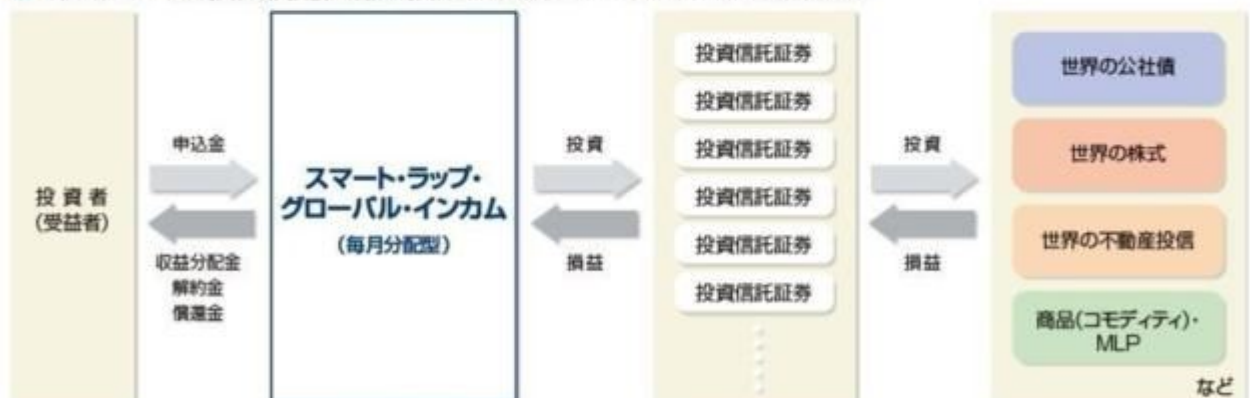 投資者
(受益者)
申込金
収益分配金
解約金
償還金
スマート・ラップ・
グローバル・インカム
(毎月分配型)
投資
損益
投資信託証券
投資信託証券
投資信託証券
投資信託証券
投資信託証券
投資信託証券
投資
損益
世界の公社債
世界の株式
世界の不動産投信
商品(コモディティ)・
MLP
など